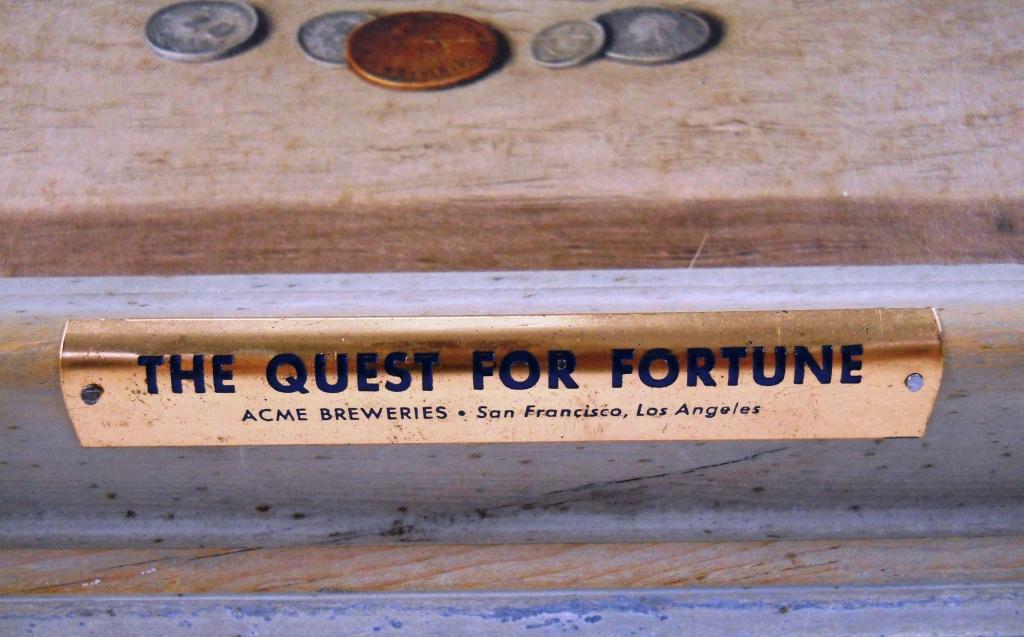 THE QUEST FOR FORTUNE
ACME BREWERIES • San Francisco, Los Angeles